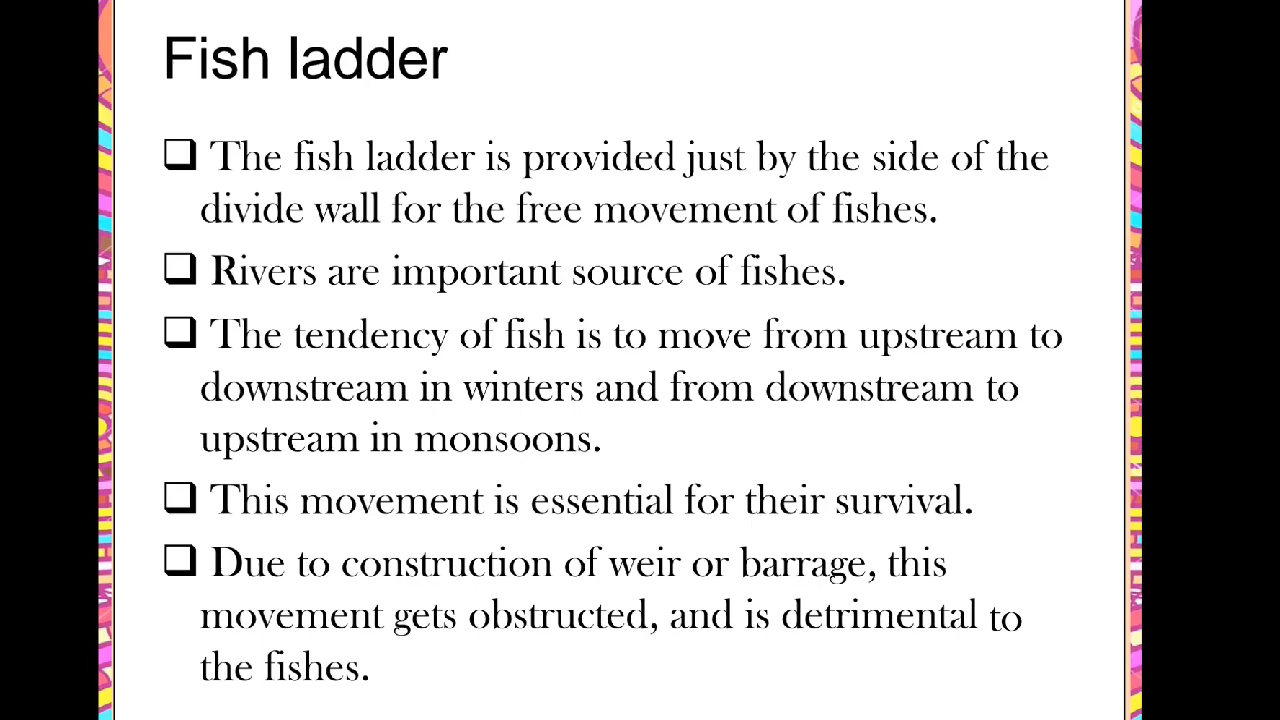 Fish ladder
❑ The fish ladder is provided just by the side of the
divide wall for the free movement of fishes.
❑ Rivers are important source of fishes.
❑ The tendency of fish is to move from upstream to
downstream in winters and from downstream to
upstream in monsoons.
❑ This movement is essential for their survival.
❑ Due to construction of weir or barrage, this
movement gets obstructed, and is detrimental to
the fishes.